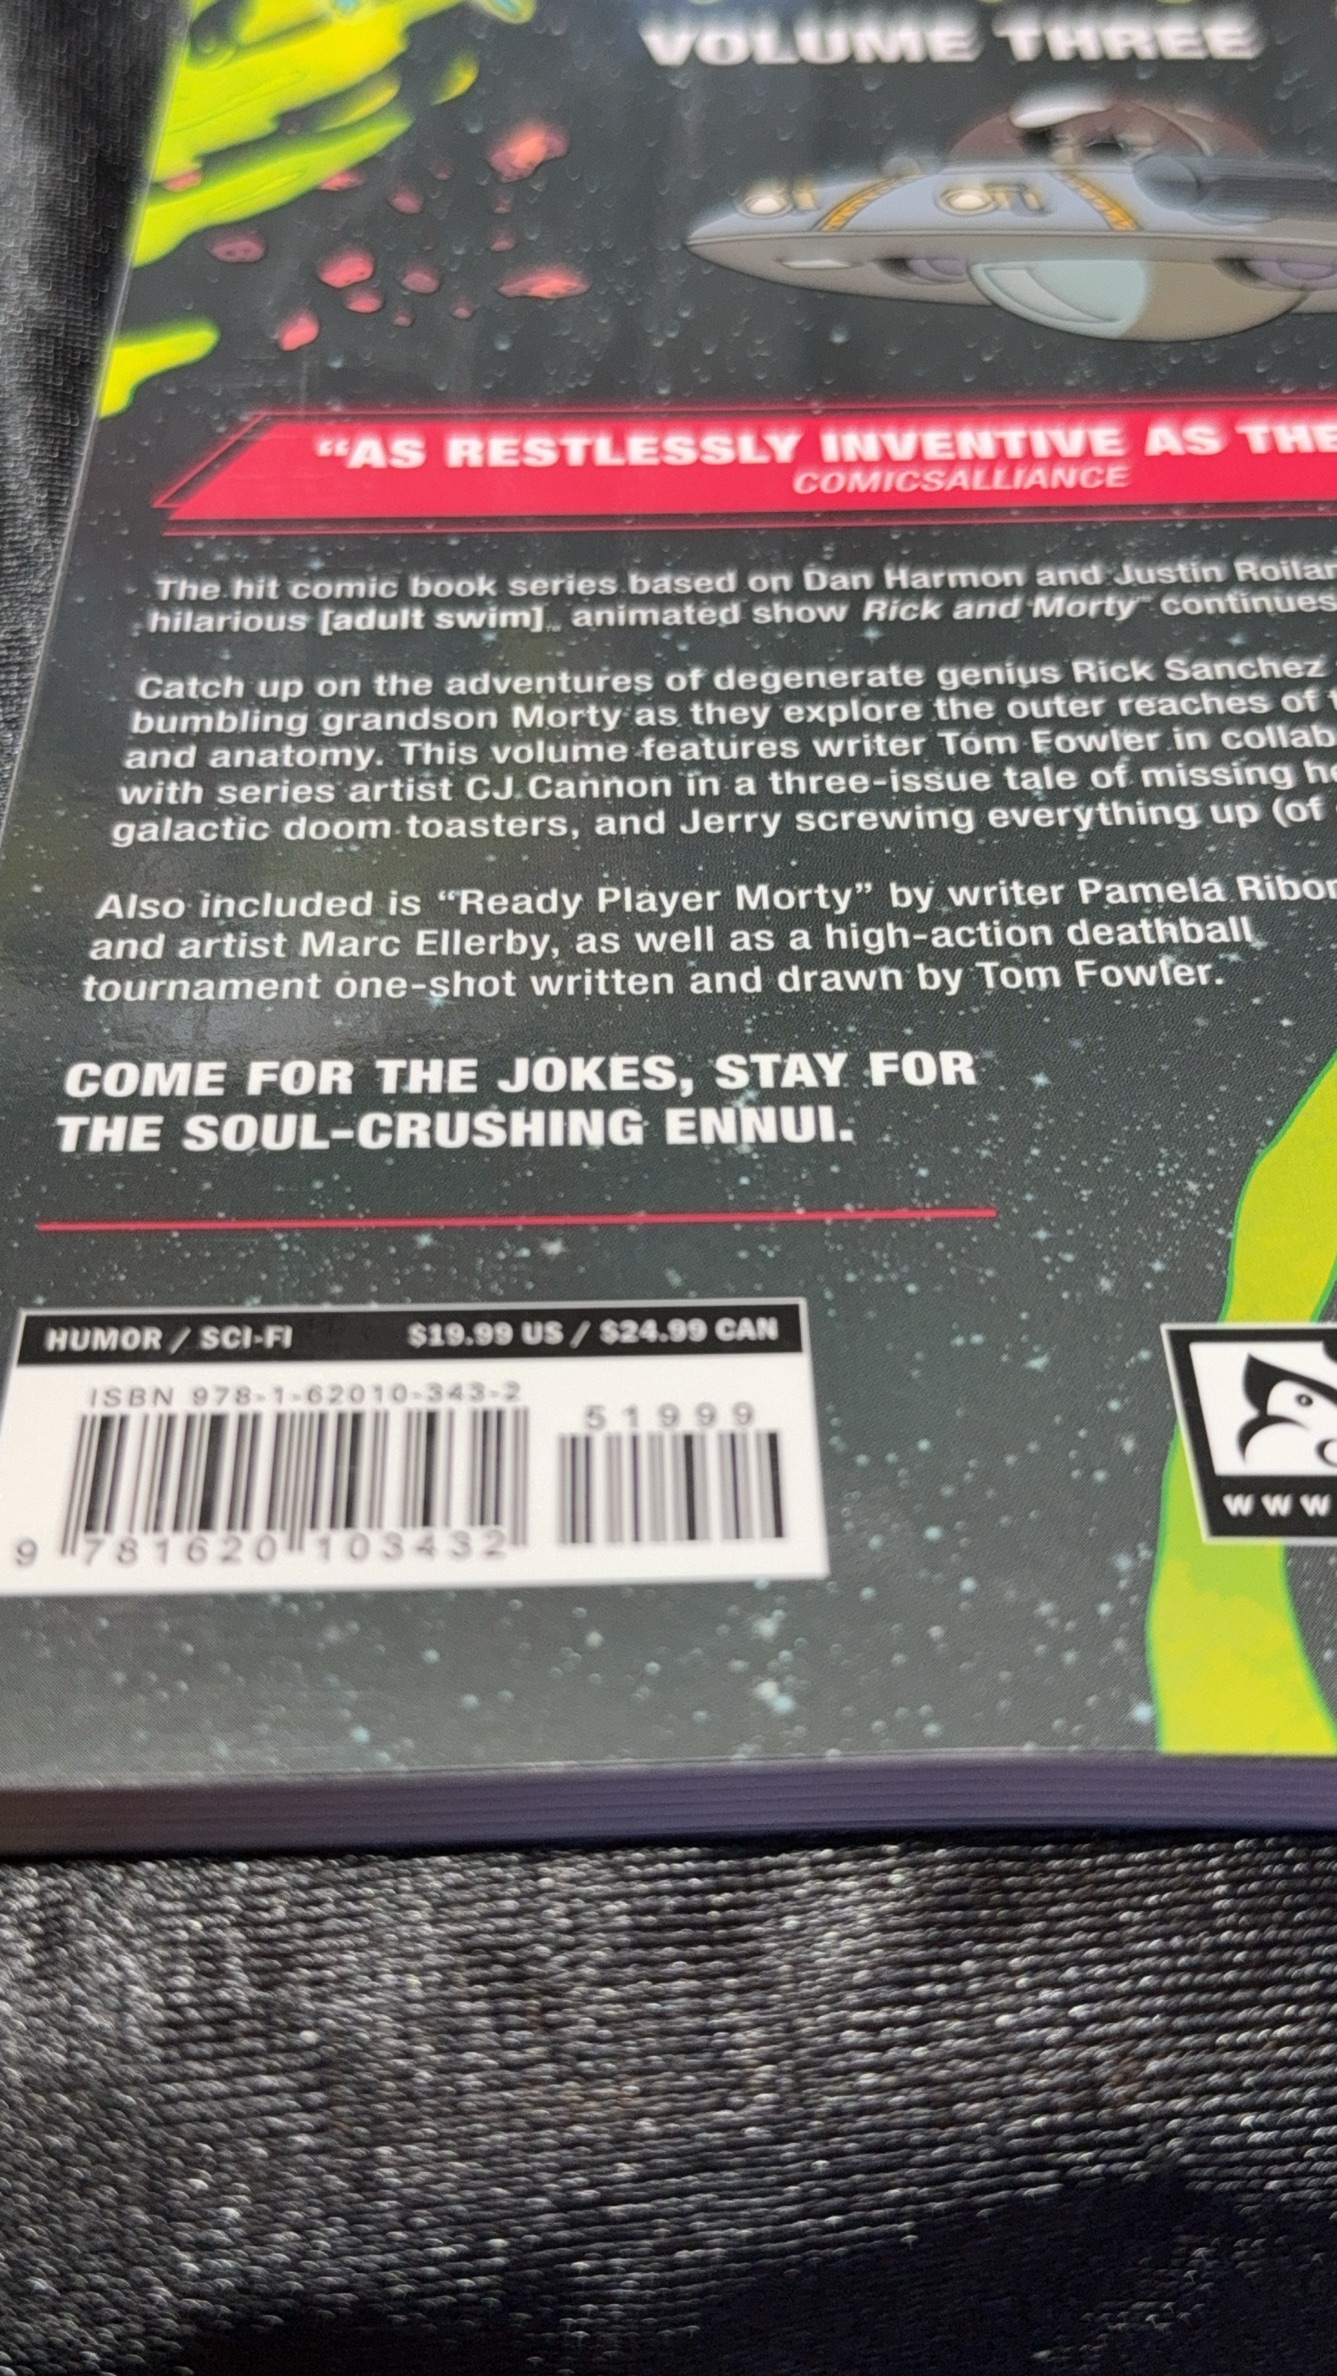 VOLUME THREE
“AS RESTLESSLY INVENTIVE AS THE
COMICSALLIANCE
The hit comic book series based on Dan Harmon and Justin
hilarious [adult swim]™ animated show Rick and Morty™ continues
Catch up on the adventures of degenerate genius Rick Sanchez
bumbling grandson Morty as they explore the outer reaches of
and anatomy. This volume features writer Tom Fowler in collab
with series artist CJ Cannon in a three-issue tale of missing
galactic doom toasters, and Jerry screwing everything up (of
Also included is “Ready Player Morty” by writer Pamela Ribon
and artist Marc Ellerby, as well as a high-action deathball
tournament one-shot written and drawn by Tom Fowler.
COME FOR THE JOKES, STAY FOR
THE SOUL-CRUSHING ENNUI.
HUMOR / SCI-FI $19.99 US / $24.99 CAN
ISBN 978-1-62010-343-2
51999
9 781620 103432
WWW